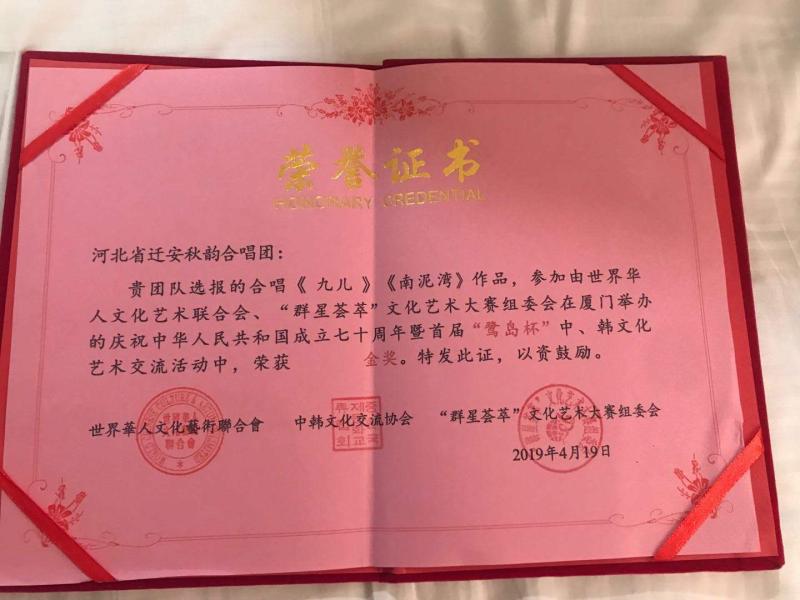 荣誉证书
HONORARY CREDENTIAL
河北省迁安秋韵合唱团：
贵团队选报的合唱《 九儿 》《南泥湾》作品，参加由世界华
人文化艺术联合会、“群星荟萃”文化艺术大赛组委会在厦门举办
的庆祝中华人民共和国成立七十周年暨首届“鹭岛杯”中、韩文化
艺术交流活动中，荣获 金奖。特发此证，以资鼓励。
世界華人文化藝術聯合會 中韩文化交流协会 “群星荟萃”文化艺术大赛组委会
2019年4月19日